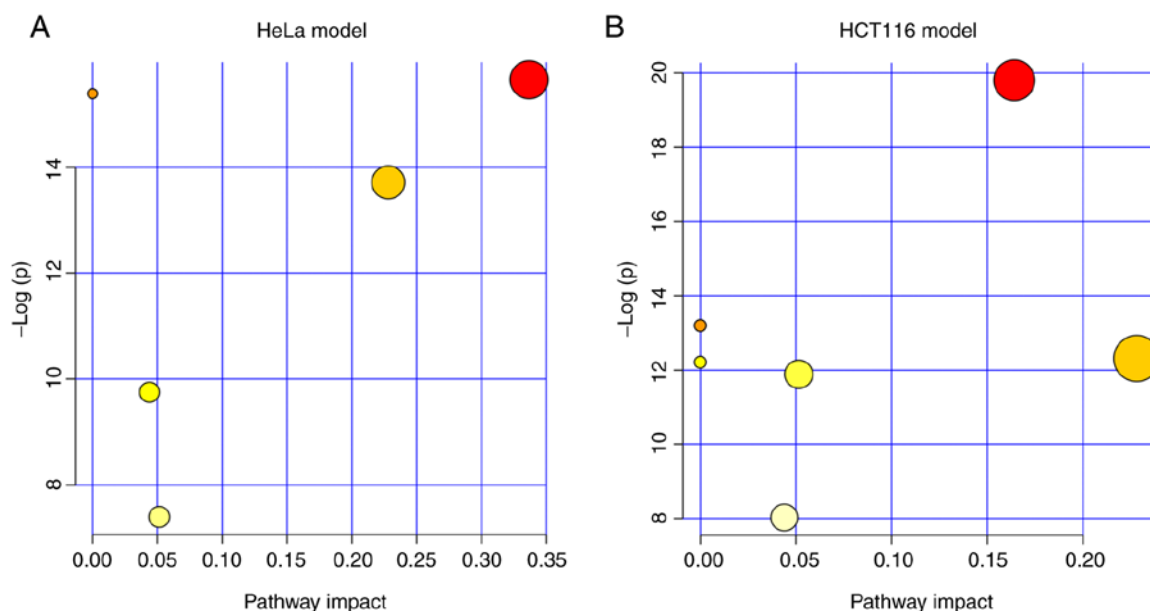 A
HeLa model
−Log (p)
14
12
10
8
0.00 0.05 0.10 0.15 0.20 0.25 0.30 0.35
Pathway impact
B
HCT116 model
−Log (p)
20
18
16
14
12
10
8
0.00 0.05 0.10 0.15 0.20
Pathway impact